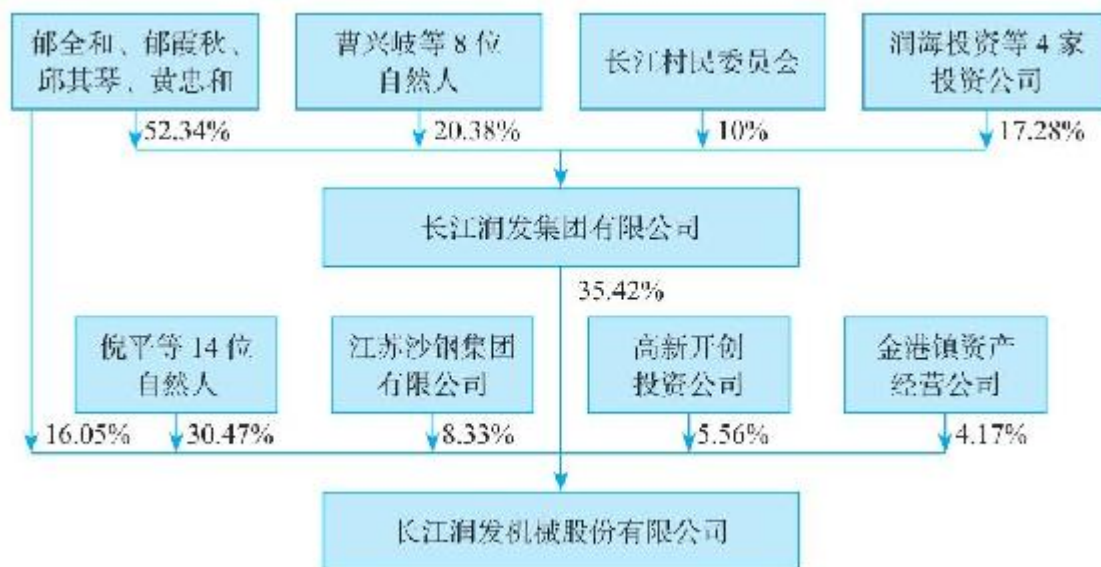 郁全和、郁霞秋、
邱其琴、黄忠和
曹兴岐等 8 位
自然人
长江村民委员会
润海投资等 4 家
投资公司
52.34%
20.38%
10%
17.28%
长江润发集团有限公司
35.42%
倪平等 14 位
自然人
江苏沙钢集团
有限公司
高新开创
投资公司
金港镇资产
经营公司
16.05%
30.47%
8.33%
5.56%
4.17%
长江润发机械股份有限公司